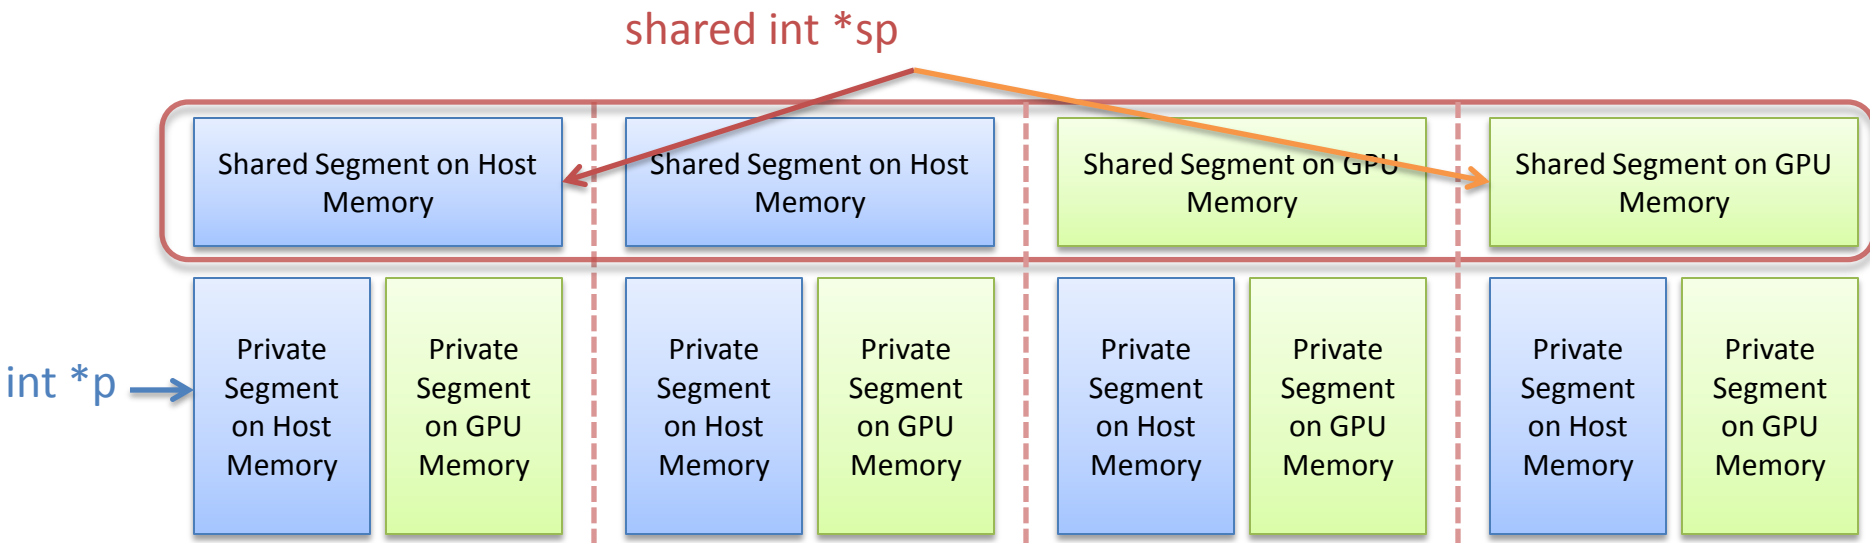 shared int *sp
Shared Segment on Host
Memory
Shared Segment on Host
Memory
Shared Segment on GPU
Memory
Shared Segment on GPU
Memory
int *p
Private
Segment
on Host
Memory
Private
Segment
on GPU
Memory
Private
Segment
on Host
Memory
Private
Segment
on GPU
Memory
Private
Segment
on Host
Memory
Private
Segment
on GPU
Memory
Private
Segment
on Host
Memory
Private
Segment
on GPU
Memory